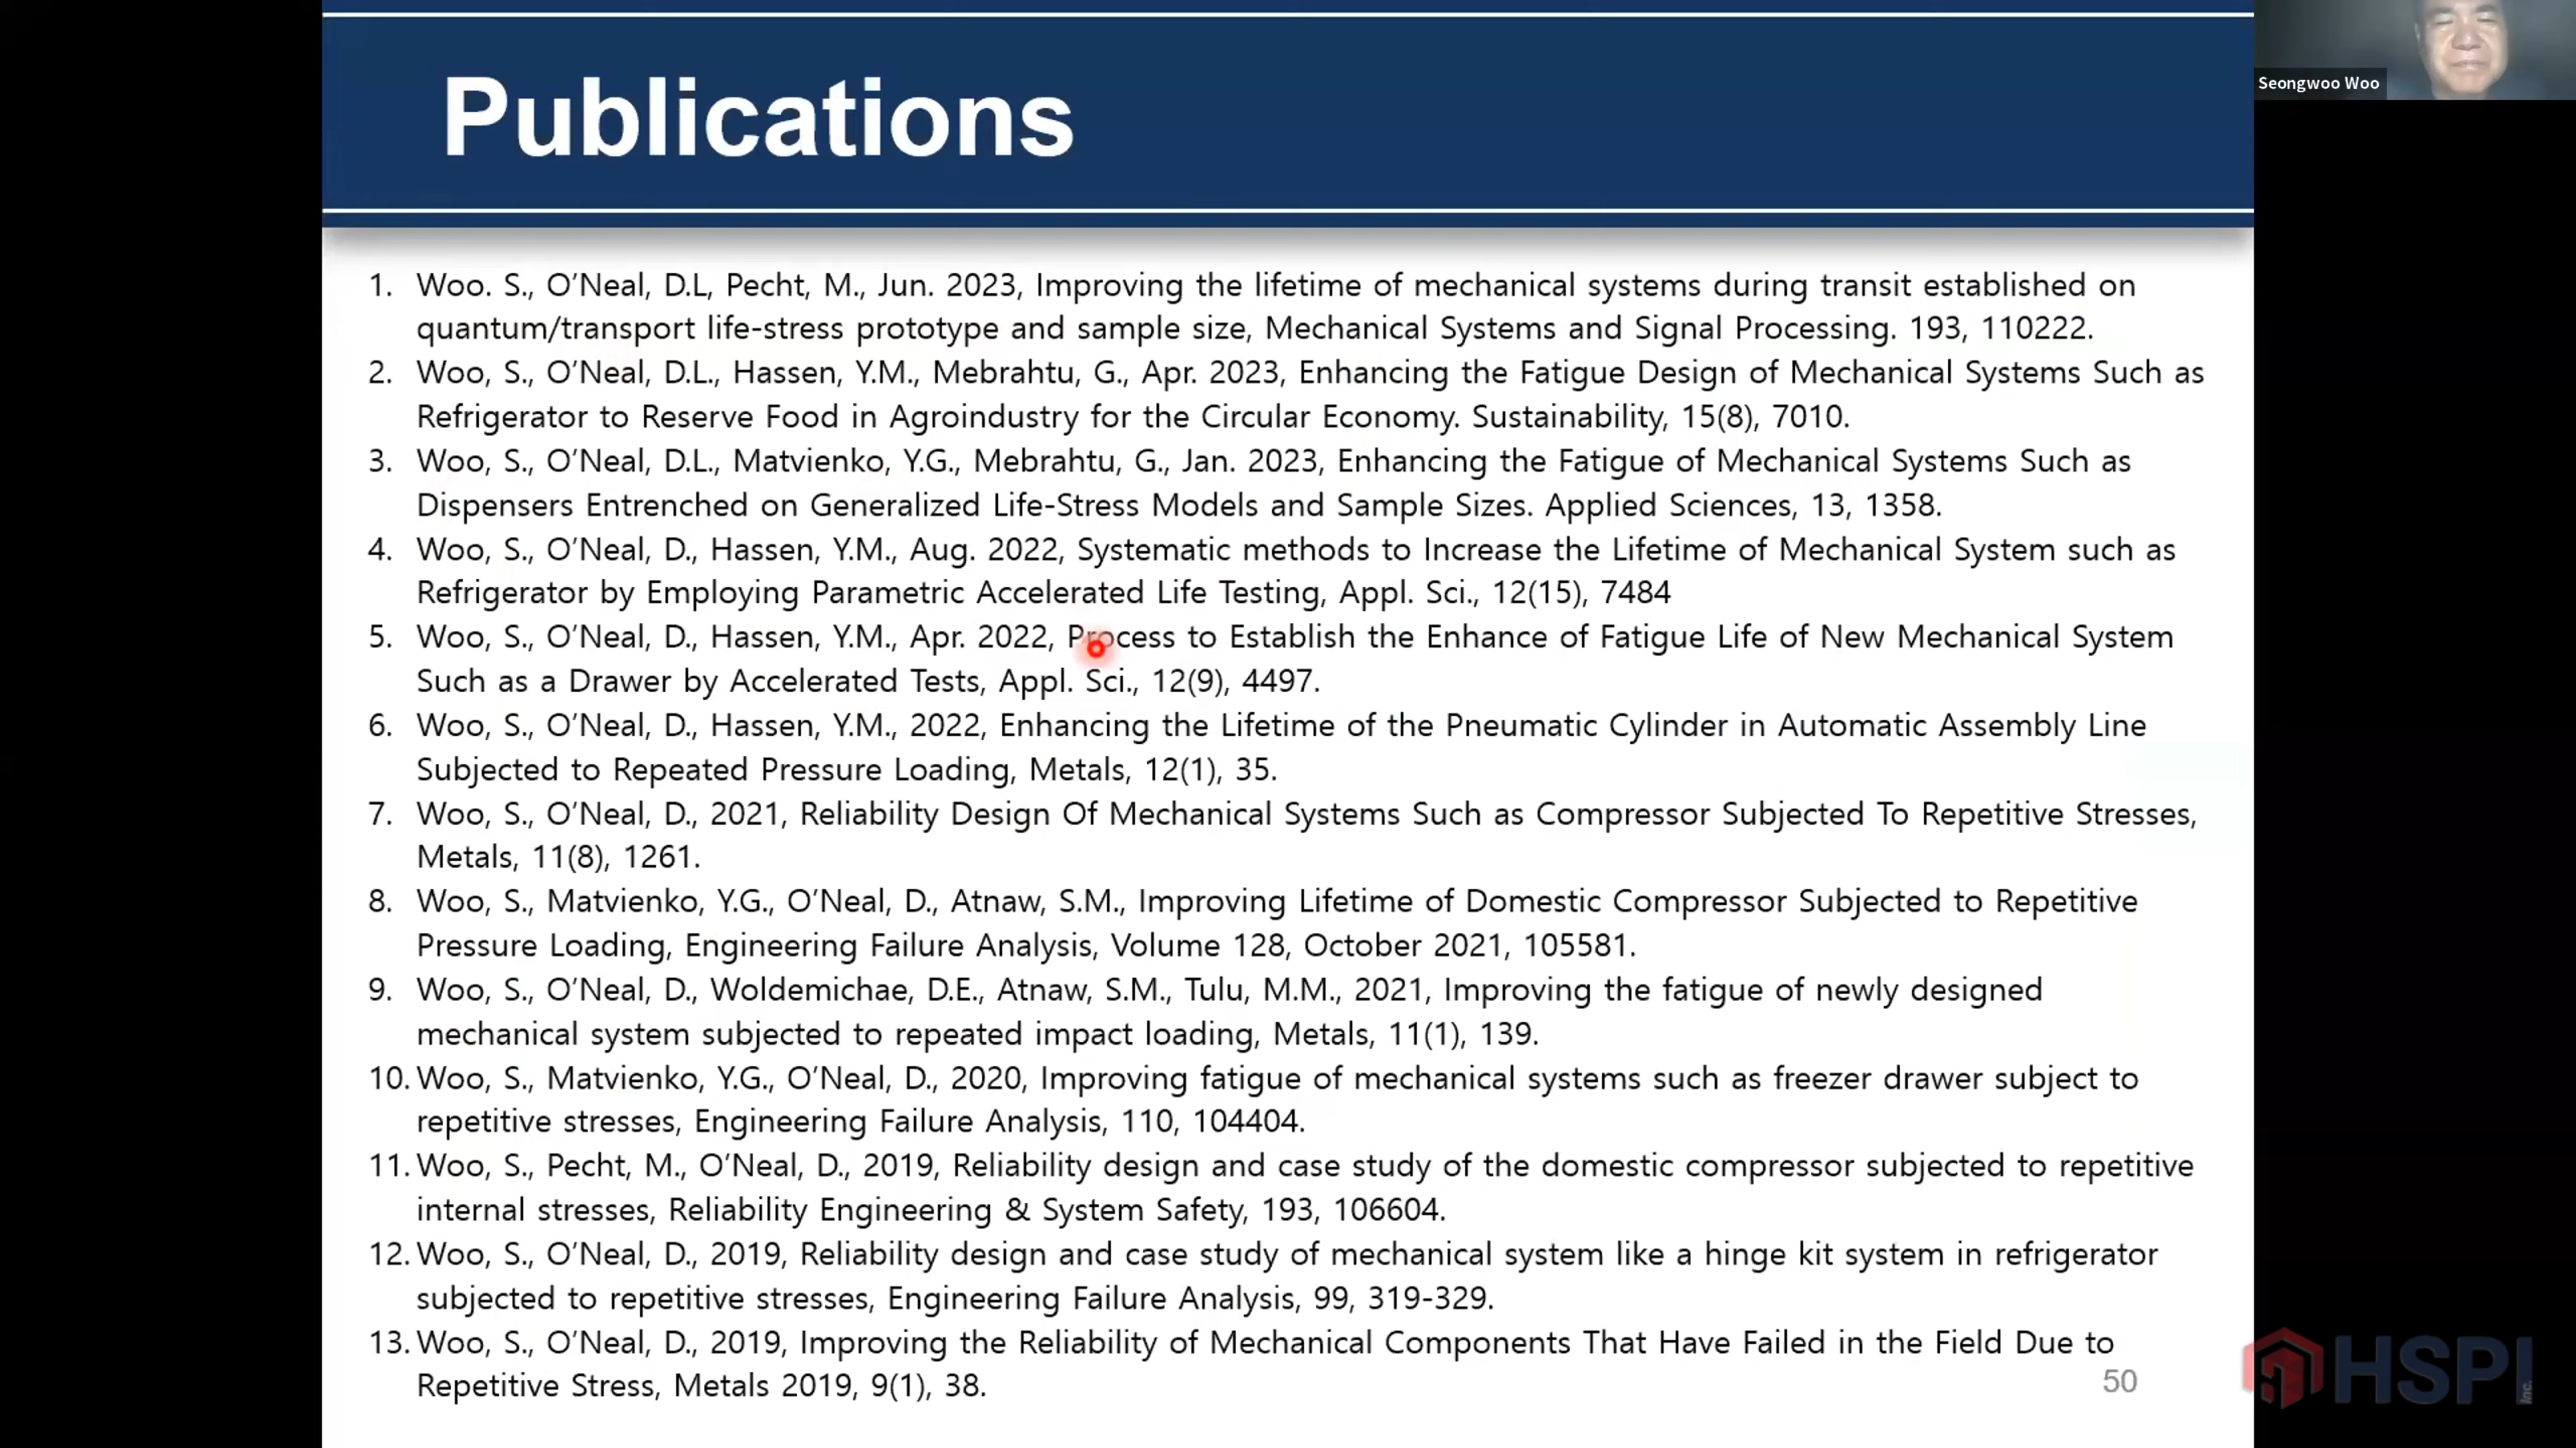 Publications
Seongwoo Woo
1. Woo. S., O’Neal, D.L, Pecht, M., Jun. 2023, Improving the lifetime of mechanical systems during transit established on
quantum/transport life-stress prototype and sample size, Mechanical Systems and Signal Processing. 193, 110222.
2. Woo, S., O’Neal, D.L., Hassen, Y.M., Mebrahtu, G., Apr. 2023, Enhancing the Fatigue Design of Mechanical Systems Such as
Refrigerator to Reserve Food in Agroindustry for the Circular Economy. Sustainability, 15(8), 7010.
3. Woo, S., O’Neal, D.L., Matvienko, Y.G., Mebrahtu, G., Jan. 2023, Enhancing the Fatigue of Mechanical Systems Such as
Dispensers Entrenched on Generalized Life-Stress Models and Sample Sizes. Applied Sciences, 13, 1358.
4. Woo, S., O’Neal, D., Hassen, Y.M., Aug. 2022, Systematic methods to Increase the Lifetime of Mechanical System such as
Refrigerator by Employing Parametric Accelerated Life Testing, Appl. Sci., 12(15), 7484
5. Woo, S., O’Neal, D., Hassen, Y.M., Apr. 2022, Process to Establish the Enhance of Fatigue Life of New Mechanical System
Such as a Drawer by Accelerated Tests, Appl. Sci., 12(9), 4497.
6. Woo, S., O’Neal, D., Hassen, Y.M., 2022, Enhancing the Lifetime of the Pneumatic Cylinder in Automatic Assembly Line
Subjected to Repeated Pressure Loading, Metals, 12(1), 35.
7. Woo, S., O’Neal, D., 2021, Reliability Design Of Mechanical Systems Such as Compressor Subjected To Repetitive Stresses,
Metals, 11(8), 1261.
8. Woo, S., Matvienko, Y.G., O’Neal, D., Atnaw, S.M., Improving Lifetime of Domestic Compressor Subjected to Repetitive
Pressure Loading, Engineering Failure Analysis, Volume 128, October 2021, 105581.
9. Woo, S., O’Neal, D., Woldemichae, D.E., Atnaw, S.M., Tulu, M.M., 2021, Improving the fatigue of newly designed
mechanical system subjected to repeated impact loading, Metals, 11(1), 139.
10. Woo, S., Matvienko, Y.G., O’Neal, D., 2020, Improving fatigue of mechanical systems such as freezer drawer subject to
repetitive stresses, Engineering Failure Analysis, 110, 104404.
11. Woo, S., Pecht, M., O’Neal, D., 2019, Reliability design and case study of the domestic compressor subjected to repetitive
internal stresses, Reliability Engineering & System Safety, 193, 106604.
12. Woo, S., O’Neal, D., 2019, Reliability design and case study of mechanical system like a hinge kit system in refrigerator
subjected to repetitive stresses, Engineering Failure Analysis, 99, 319-329.
13. Woo, S., O’Neal, D., 2019, Improving the Reliability of Mechanical Components That Have Failed in the Field Due to
Repetitive Stress, Metals 2019, 9(1), 38.
50
HSPI Inc.